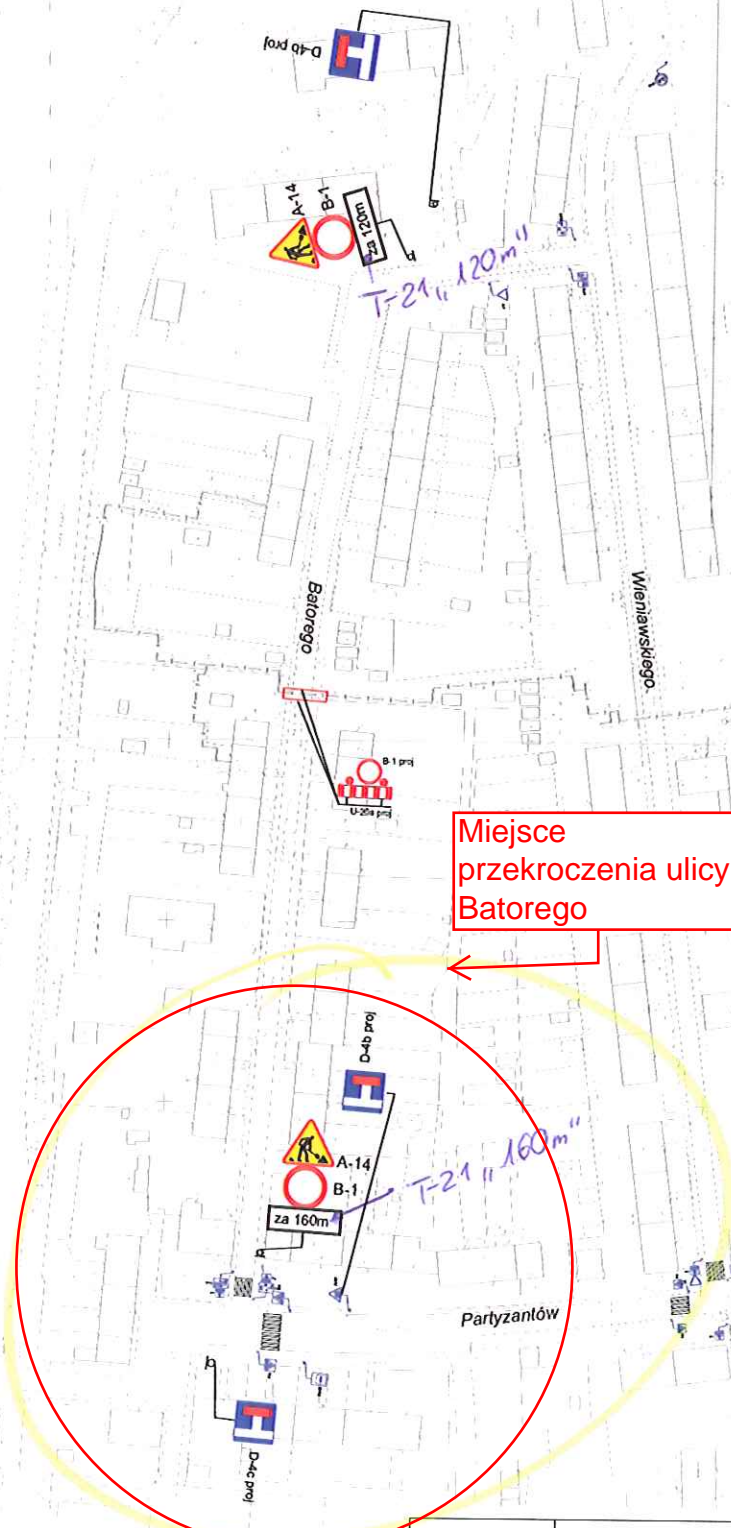 D-4b proj
A-14
B-1
za 120m
T-21 „120m"
Batorego
Wieniawskiego
B-1 proj
U-20a proj
Miejsce
przekroczenia ulicy
Batorego
D-4b proj
A-14
B-1
za 160m
T-21 „160m"
Partyzantów
D-4c proj